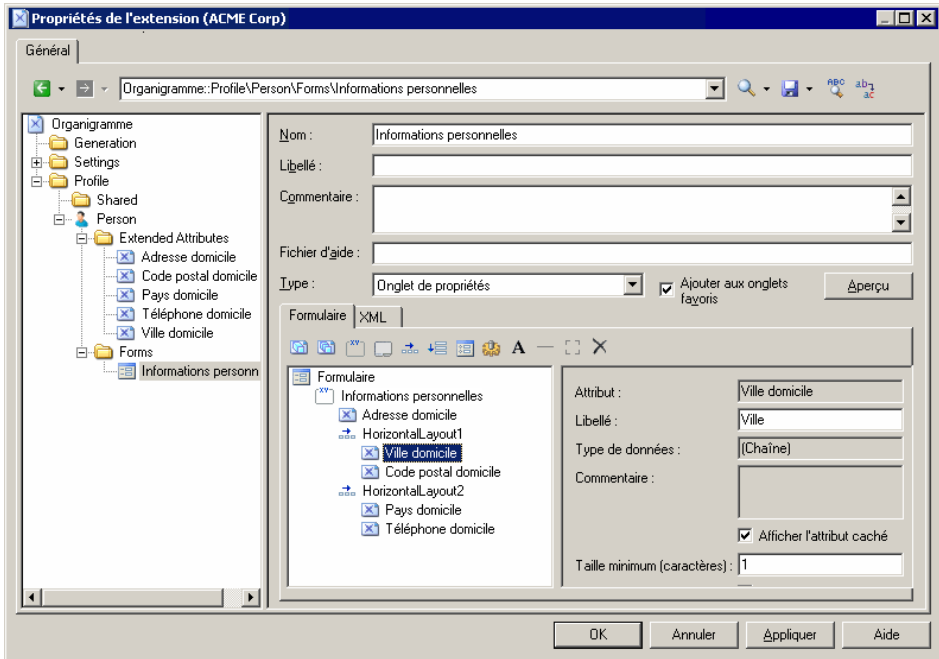 Propriétés de l'extension (ACME Corp)
Général
Organigramme::Profile\Person\Forms\Informations personnelles
Organigramme
Generation
Settings
Profile
Shared
Person
Extended Attributes
Adresse domicile
Code postal domicile
Pays domicile
Téléphone domicile
Ville domicile
Forms
Informations personn
Nom :
Informations personnelles
Libellé :
Commentaire :
Fichier d'aide :
Type :
Onglet de propriétés
Ajouter aux onglets
favoris
Aperçu
Formulaire
XML
Formulaire
Informations personnelles
Adresse domicile
HorizontalLayout1
Ville domicile
Code postal domicile
HorizontalLayout2
Pays domicile
Téléphone domicile
Attribut :
Ville domicile
Libellé :
Ville
Type de données :
(Chaîne)
Commentaire :
Afficher l'attribut caché
Taille minimum (caractères) :
1
OK
Annuler
Appliquer
Aide